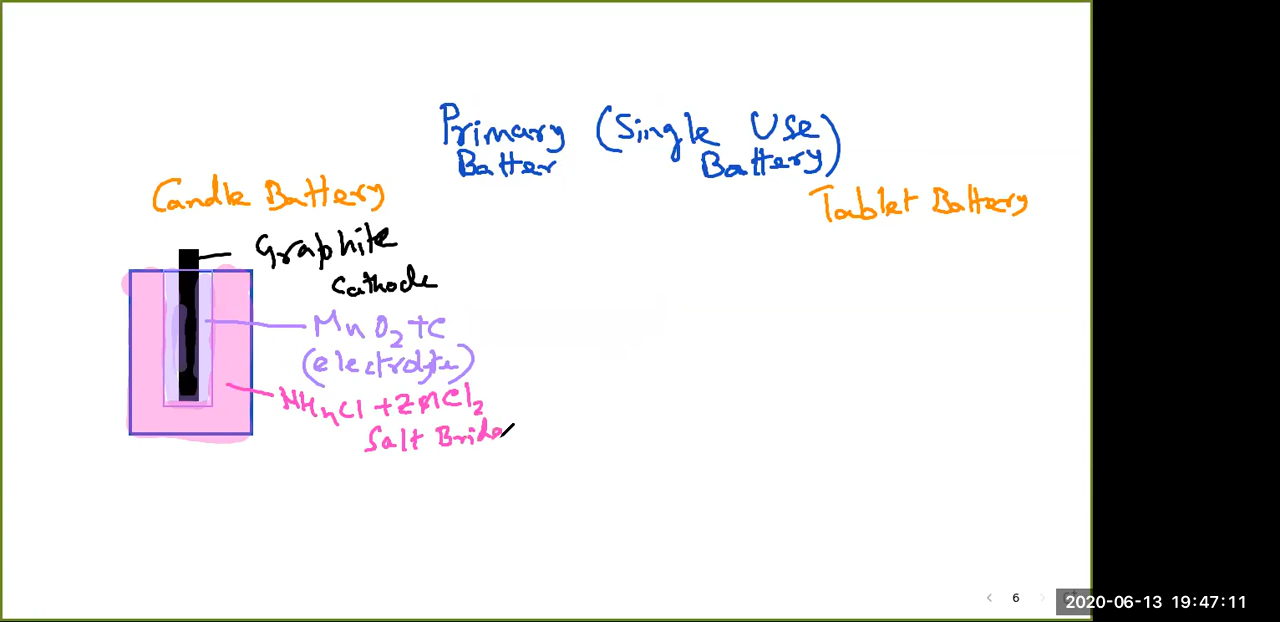 Primary (Single Use
Batter Battery)
Candle Battery
Tablet Battery
Graphite
Cathode
MnO2+C
(electrolyte)
NH4Cl + ZnCl2
Salt Bride
6
2020-06-13 19:47:11